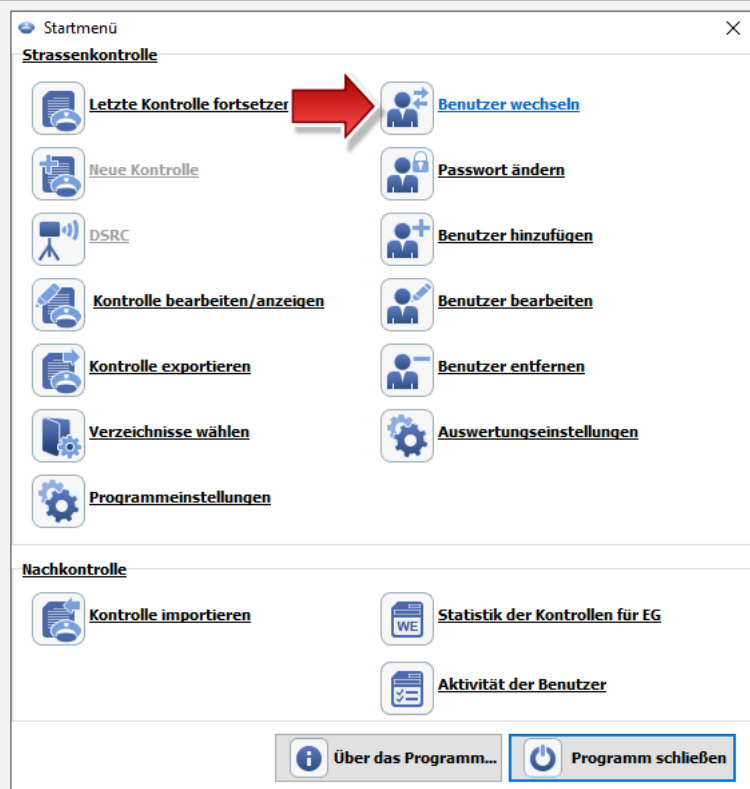 Startmenü
Strassenkontrolle
Letzte Kontrolle fortsetzen
Benutzer wechseln
Neue Kontrolle
Passwort ändern
DSRC
Benutzer hinzufügen
Kontrolle bearbeiten/anzeigen
Benutzer bearbeiten
Kontrolle exportieren
Benutzer entfernen
Verzeichnisse wählen
Auswertungseinstellungen
Programmeinstellungen
Nachkontrolle
Kontrolle importieren
WE
Statistik der Kontrollen für EG
Aktivität der Benutzer
Über das Programm...
Programm schließen